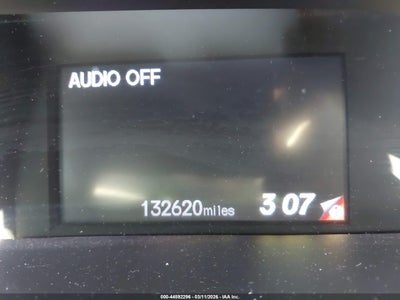 AUDIO OFF
132620miles
3 07
000-44592296 - 03/11/2026 - IAA Inc.